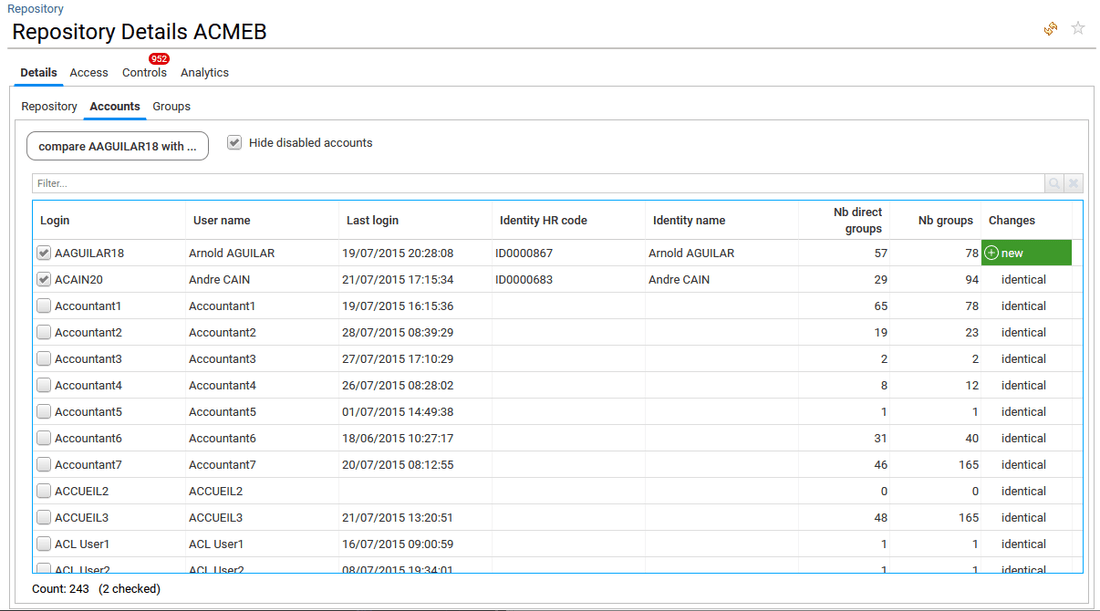 Repository
Repository Details ACMEB
952
Details Access Controls Analytics
Repository Accounts Groups
compare AAGUILAR18 with ... Hide disabled accounts
Filter...
Login User name Last login Identity HR code Identity name Nb direct groups Nb groups Changes
AAGUILAR18 Arnold AGUILAR 19/07/2015 20:28:08 ID0000867 Arnold AGUILAR 57 78 new
ACAIN20 Andre CAIN 21/07/2015 17:15:34 ID0000683 Andre CAIN 29 94 identical
Accountant1 Accountant1 19/07/2015 16:15:36 65 78 identical
Accountant2 Accountant2 28/07/2015 08:39:29 19 23 identical
Accountant3 Accountant3 27/07/2015 17:10:29 2 2 identical
Accountant4 Accountant4 26/07/2015 08:28:02 8 12 identical
Accountant5 Accountant5 01/07/2015 14:49:38 1 1 identical
Accountant6 Accountant6 18/06/2015 10:27:17 31 40 identical
Accountant7 Accountant7 20/07/2015 08:12:55 46 165 identical
ACCUEIL2 ACCUEIL2 0 0 identical
ACCUEIL3 ACCUEIL3 21/07/2015 13:20:51 48 165 identical
ACL User1 ACL User1 16/07/2015 09:00:59 1 1 identical
ACL User2 ACL User2 08/07/2015 19:34:01 1 1 identical
Count: 243 (2 checked)